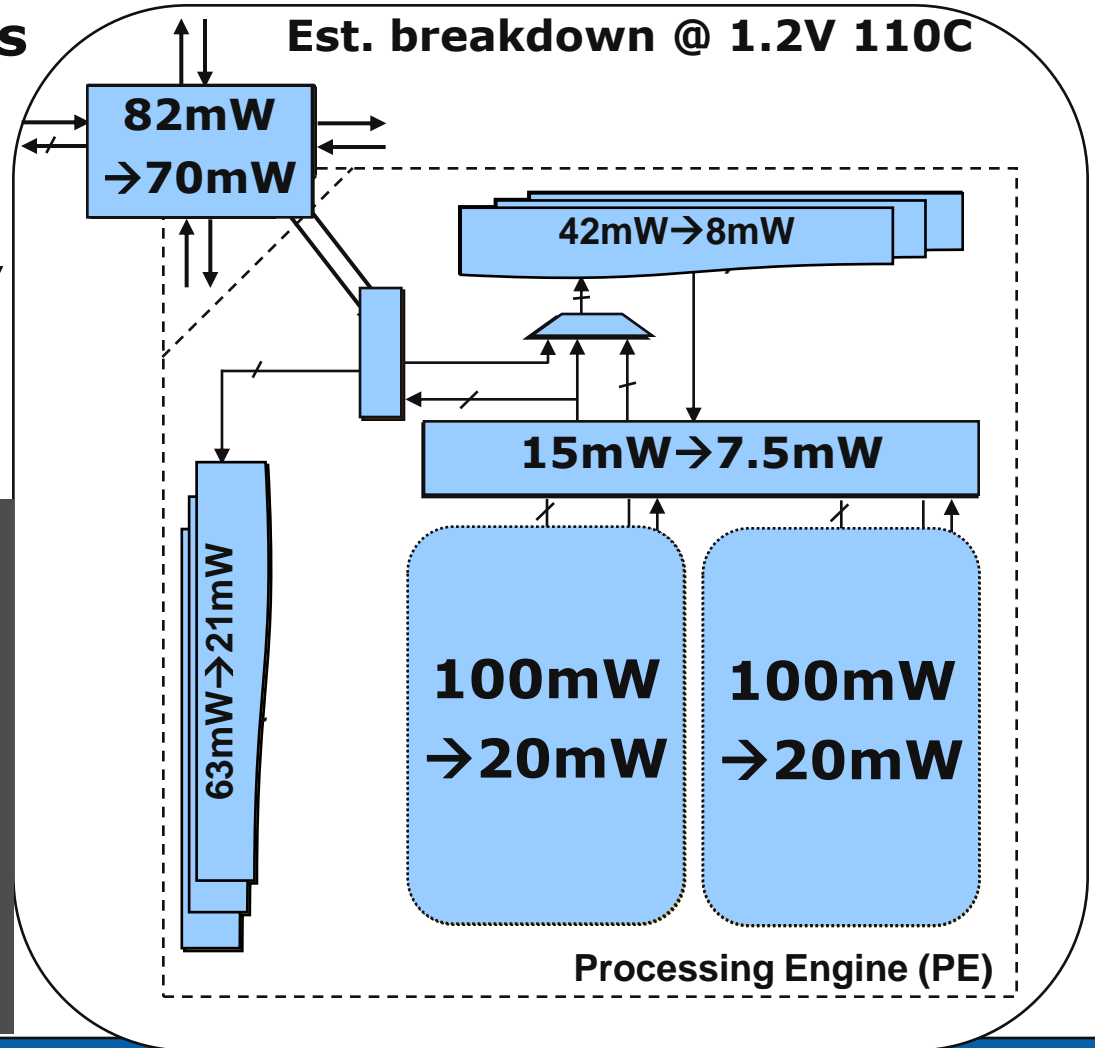 s
Est. breakdown @ 1.2V 110C
82mW
→70mW
42mW→8mW
15mW→7.5mW
63mW→21mW
100mW
→20mW
100mW
→20mW
Processing Engine (PE)